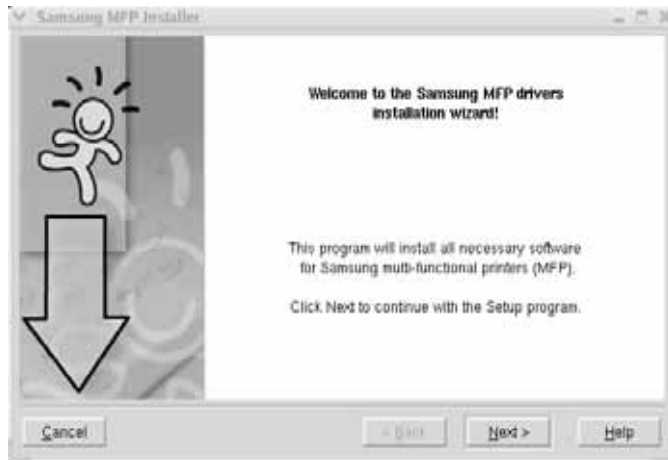 Samsung MFP Installer
Welcome to the Samsung MFP drivers
installation wizard!
This program will install all necessary software
for Samsung multi-functional printers (MFP).
Click Next to continue with the Setup program.
Cancel
< Back
Next >
Help